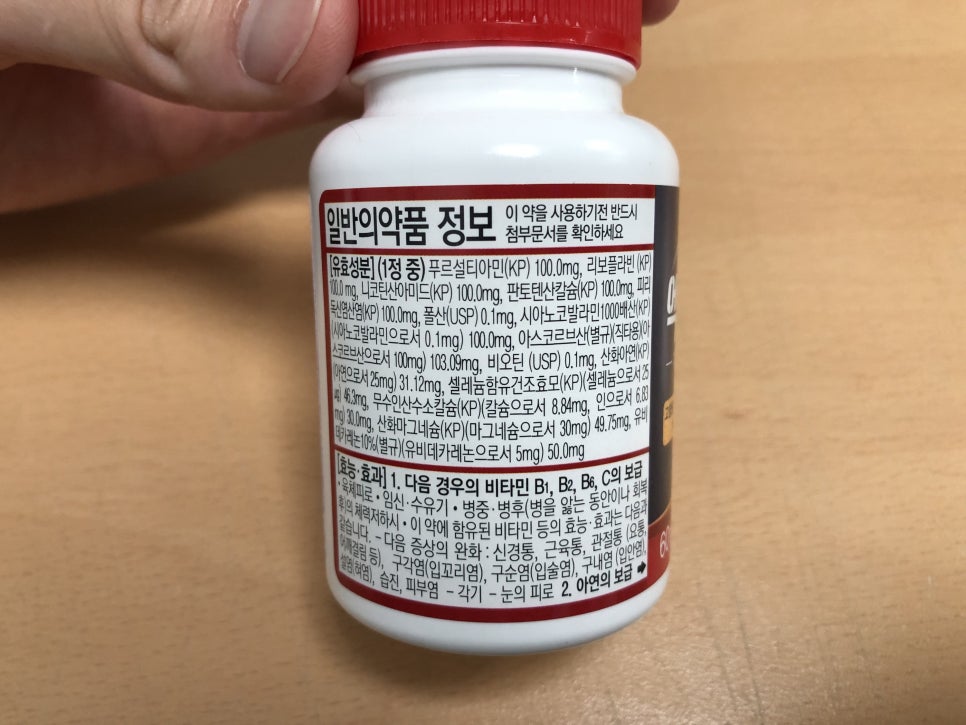 일반의약품 정보 이 약을 사용하기전 반드시
첨부문서를 확인하세요
[유효성분] (1정 중) 푸르설티아민(KP) 100.0mg, 리보플라빈 (KP)
100.0 mg, 니코틴산아미드(KP) 100.0mg, 판토텐산칼슘(KP) 100.0mg, 피리
독신염산염(KP) 100.0mg, 폴산(USP) 0.1mg, 시아노코발라민1000배산(KP)
(시아노코발라민으로서 0.1mg) 100.0mg, 아스코르브산(별규)(직타용)(아
스코르브산으로서 100mg) 103.09mg, 비오틴 (USP) 0.1mg, 산화아연(KP)
(아연으로서 25mg) 31.12mg, 셀레늄함유건조효모(KP)(셀레늄으로서 25
μg) 46.3mg, 무수인산수소칼슘(KP)(칼슘으로서 8.84mg, 인으로서 6.83
mg) 30.0mg, 산화마그네슘(KP)(마그네슘으로서 30mg) 49.75mg, 유비
데카레논10%(별규)(유비데카레논으로서 5mg) 50.0mg
[효능·효과] 1. 다음 경우의 비타민 B1, B2, B6, C의 보급
• 육체피로 • 임신·수유기 • 병중·병후(병을 앓는 동안이나 회복
후)의 체력저하시 • 이 약에 함유된 비타민 등의 효능·효과는 다음과
같습니다. – 다음 증상의 완화 : 신경통, 근육통, 관절통 (요통,
어깨결림 등), 구각염(입꼬리염), 구순염(입술염), 구내염 (입안염),
설염(혀염), 습진, 피부염 – 각기 – 눈의 피로 2. 아연의 보급 ➡
60